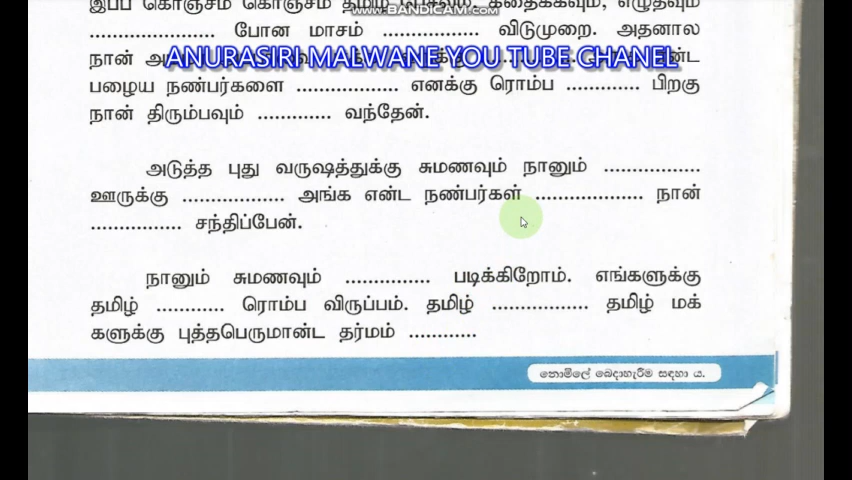 www.BANDICAM.com
இப்ப கொஞ்சம் கொஞ்சம் தமிழ் பேசவும், கதைக்கவும், எழுதவும்
.................... போன மாசம் ............... விடுமுறை. அதனால
ANURASIRI MALWANE YOU TUBE CHANEL
நான்
பழைய நண்பர்களை ................. எனக்கு ரொம்ப ............ பிறகு
நான் திரும்பவும் ............ வந்தேன்.
அடுத்த புது வருஷத்துக்கு சுமணவும் நானும் ................
ஊருக்கு ................. அங்க என்ட நண்பர்கள் .................. நான்
............... சந்திப்பேன்.
நானும் சுமணவும் .............. படிக்கிறோம். எங்களுக்கு
தமிழ் ........... ரொம்ப விருப்பம். தமிழ் ................ தமிழ் மக்
களுக்கு புத்தபெருமான்ட தர்மம் ...........
නොමිලේ බෙදාහැරීම සඳහා ය.